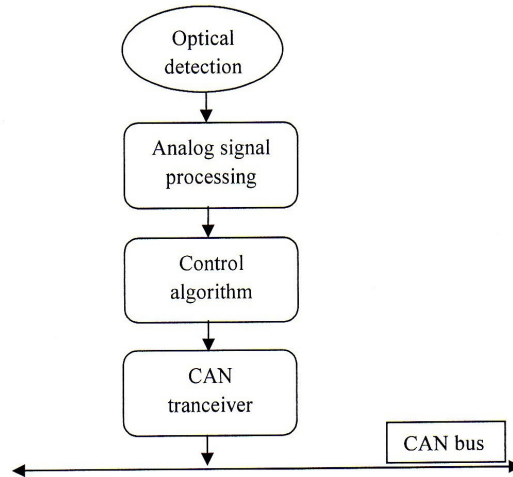 Optical
detection
Analog signal
processing
Control
algorithm
CAN
tranceiver
CAN bus